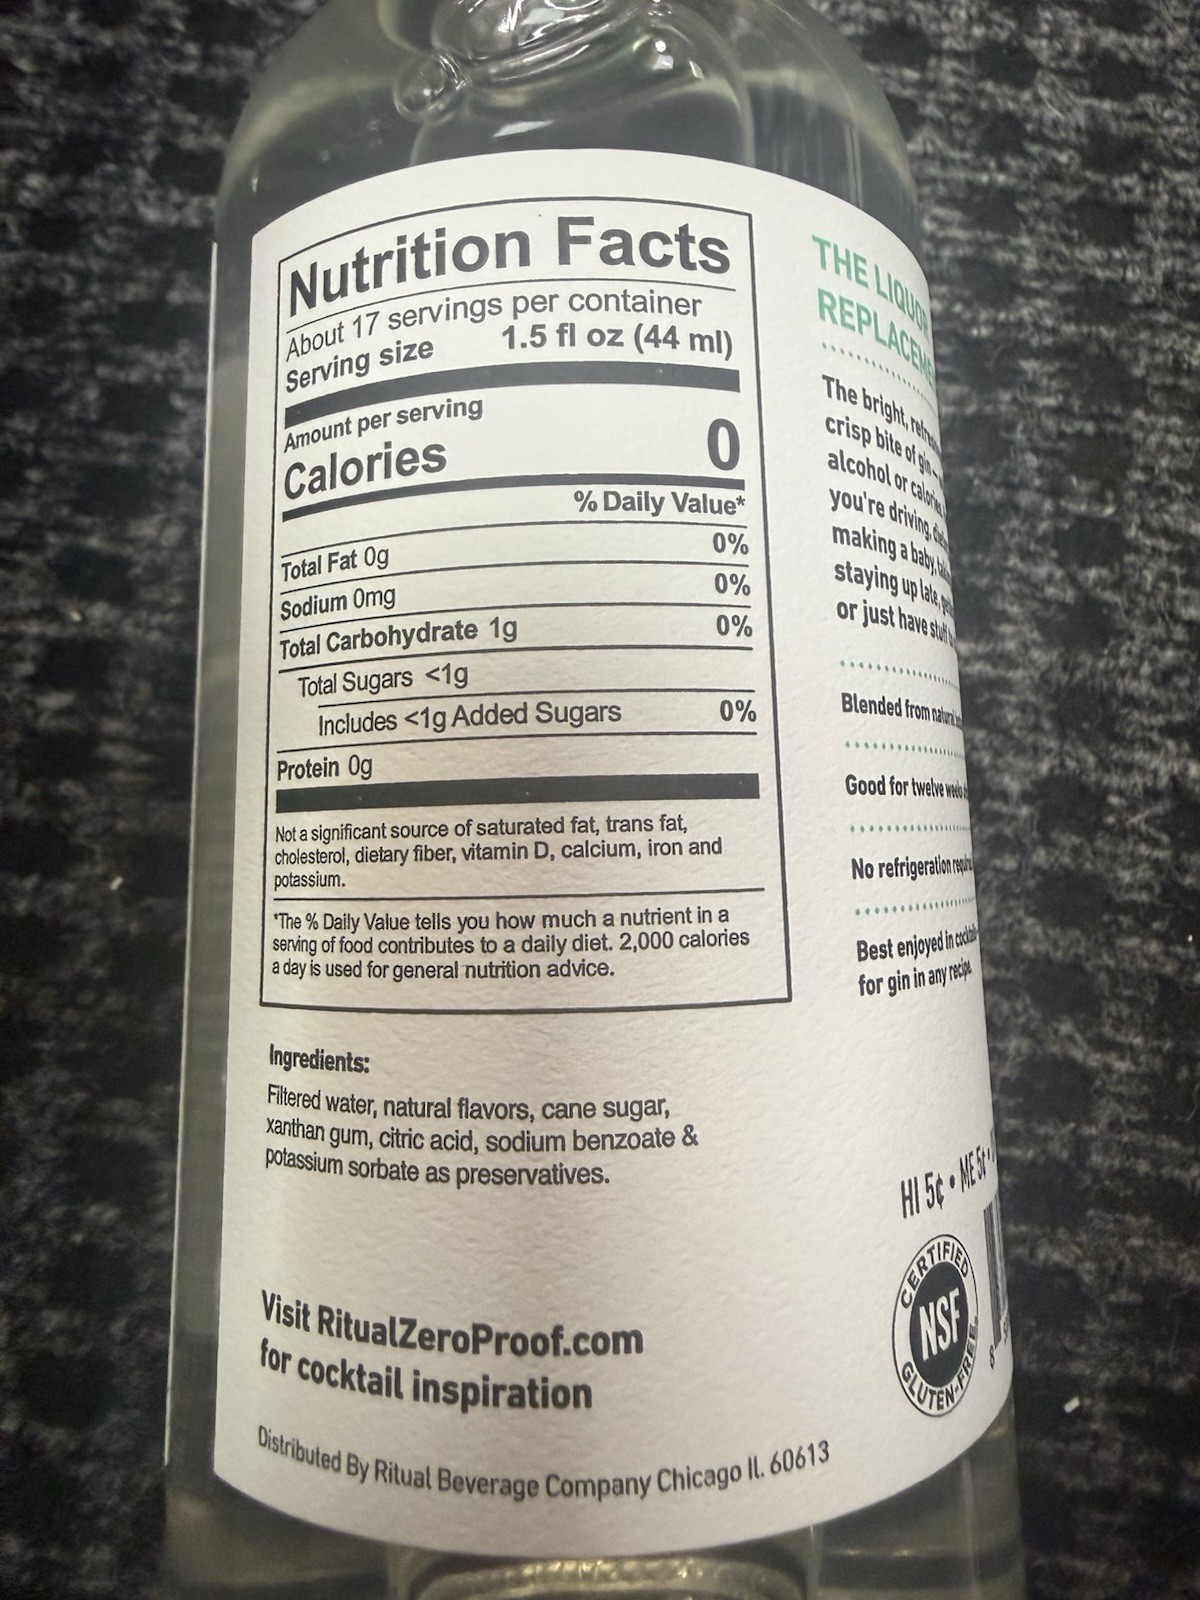 Nutrition Facts
About 17 servings per container
Serving size 1.5 fl oz (44 ml)
Amount per serving
Calories 0
% Daily Value*
Total Fat 0g 0%
Sodium 0mg 0%
Total Carbohydrate 1g 0%
Total Sugars <1g
Includes <1g Added Sugars 0%
Protein 0g
Not a significant source of saturated fat, trans fat,
cholesterol, dietary fiber, vitamin D, calcium, iron and
potassium.
*The % Daily Value tells you how much a nutrient in a
serving of food contributes to a daily diet. 2,000 calories
a day is used for general nutrition advice.
Ingredients:
Filtered water, natural flavors, cane sugar,
xanthan gum, citric acid, sodium benzoate &
potassium sorbate as preservatives.
Visit RitualZeroProof.com
for cocktail inspiration
Distributed By Ritual Beverage Company Chicago IL. 60613
THE LIQUOR
The bright,
crisp bite of gin –
alcohol or calories.
you're driving,
making a baby,
staying up late,
or just have stuff
Blended from natural
Good for twelve weeks
No refrigeration
Best enjoyed in
for gin in any recipe.
HI 5¢ • ME 5¢ •
CERTIFIED
NSF
GLUTEN-FREE